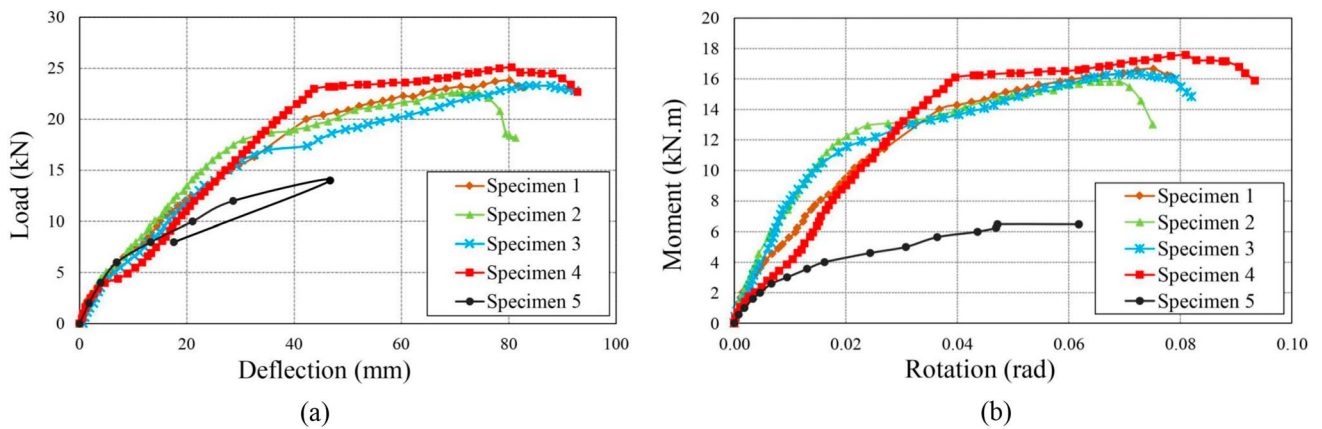 30
25
20
15
10
5
0
Load (kN)
0 20 40 60 80 100
Deflection (mm)
Specimen 1
Specimen 2
Specimen 3
Specimen 4
Specimen 5
(a)
20
18
16
14
12
10
8
6
4
2
0
Moment (kN.m)
0.00 0.02 0.04 0.06 0.08 0.10
Rotation (rad)
Specimen 1
Specimen 2
Specimen 3
Specimen 4
Specimen 5
(b)